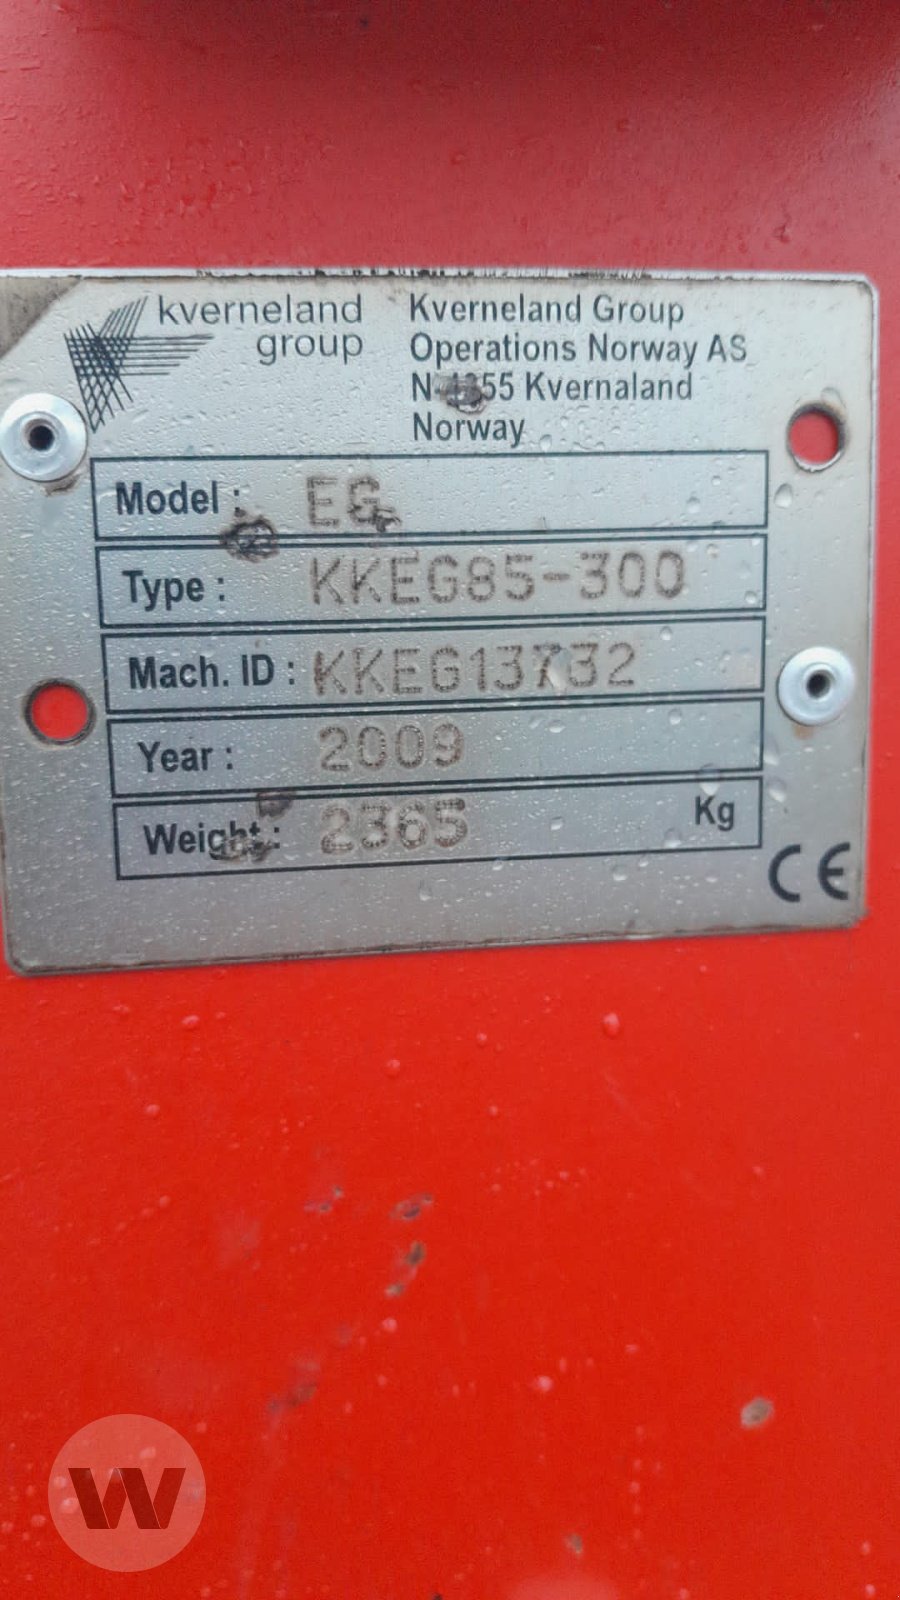 kverneland
group
Kverneland Group
Operations Norway AS
N-4355 Kvernaland
Norway
Model : EG
Type : KKEG85-300
Mach. ID : KKEG13732
Year : 2009
Weight : 2365 Kg
CE
W